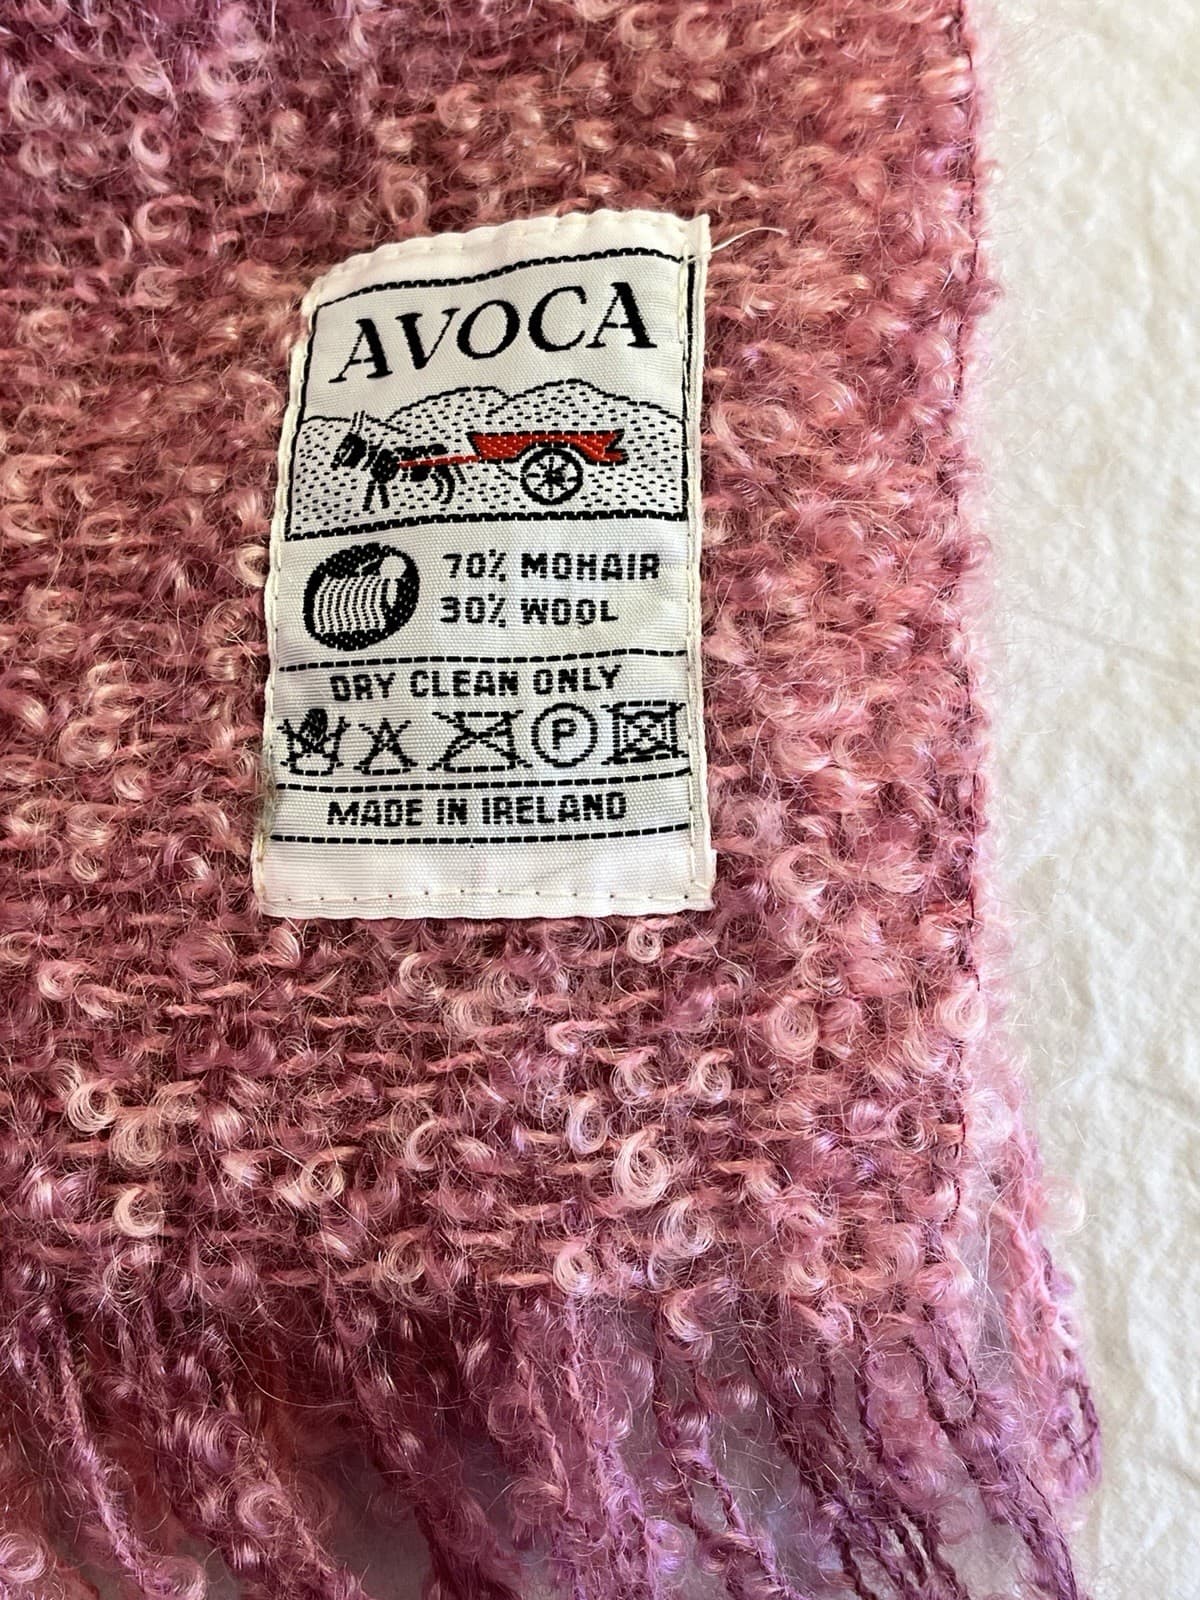 AVOCA
70% MOHAIR
30% WOOL
DRY CLEAN ONLY
P
MADE IN IRELAND